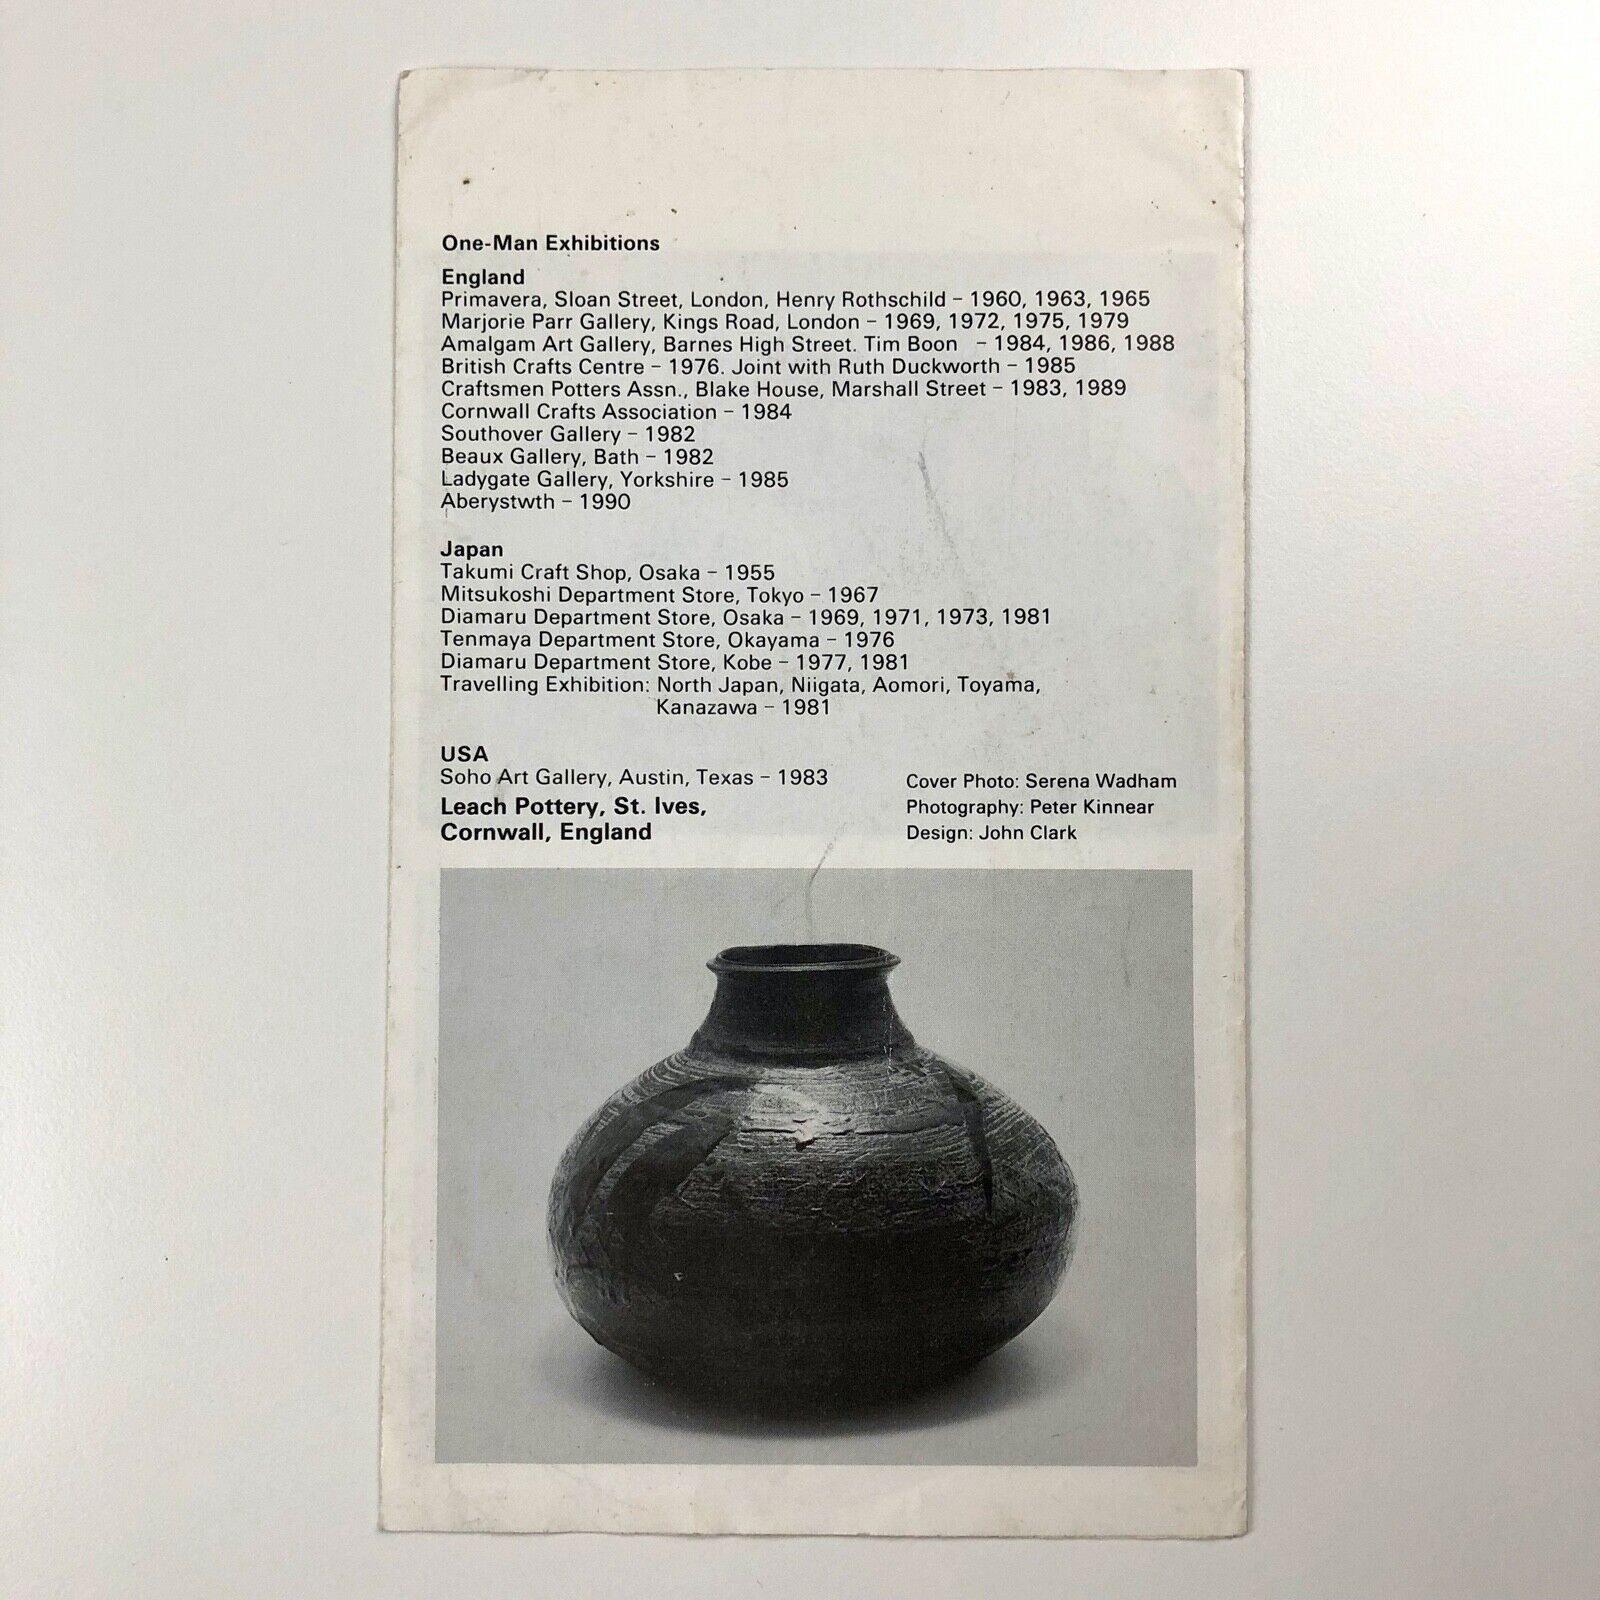 One-Man Exhibitions
England
Primavera, Sloan Street, London, Henry Rothschild – 1960, 1963, 1965
Marjorie Parr Gallery, Kings Road, London – 1969, 1972, 1975, 1979
Amalgam Art Gallery, Barnes High Street. Tim Boon – 1984, 1986, 1988
British Crafts Centre – 1976. Joint with Ruth Duckworth – 1985
Craftsmen Potters Assn., Blake House, Marshall Street – 1983, 1989
Cornwall Crafts Association – 1984
Southover Gallery – 1982
Beaux Gallery, Bath – 1982
Ladygate Gallery, Yorkshire – 1985
Aberystwth – 1990
Japan
Takumi Craft Shop, Osaka – 1955
Mitsukoshi Department Store, Tokyo – 1967
Diamaru Department Store, Osaka – 1969, 1971, 1973, 1981
Tenmaya Department Store, Okayama – 1976
Diamaru Department Store, Kobe – 1977, 1981
Travelling Exhibition: North Japan, Niigata, Aomori, Toyama,
Kanazawa – 1981
USA
Soho Art Gallery, Austin, Texas – 1983
Leach Pottery, St. Ives,
Cornwall, England
Cover Photo: Serena Wadham
Photography: Peter Kinnear
Design: John Clark